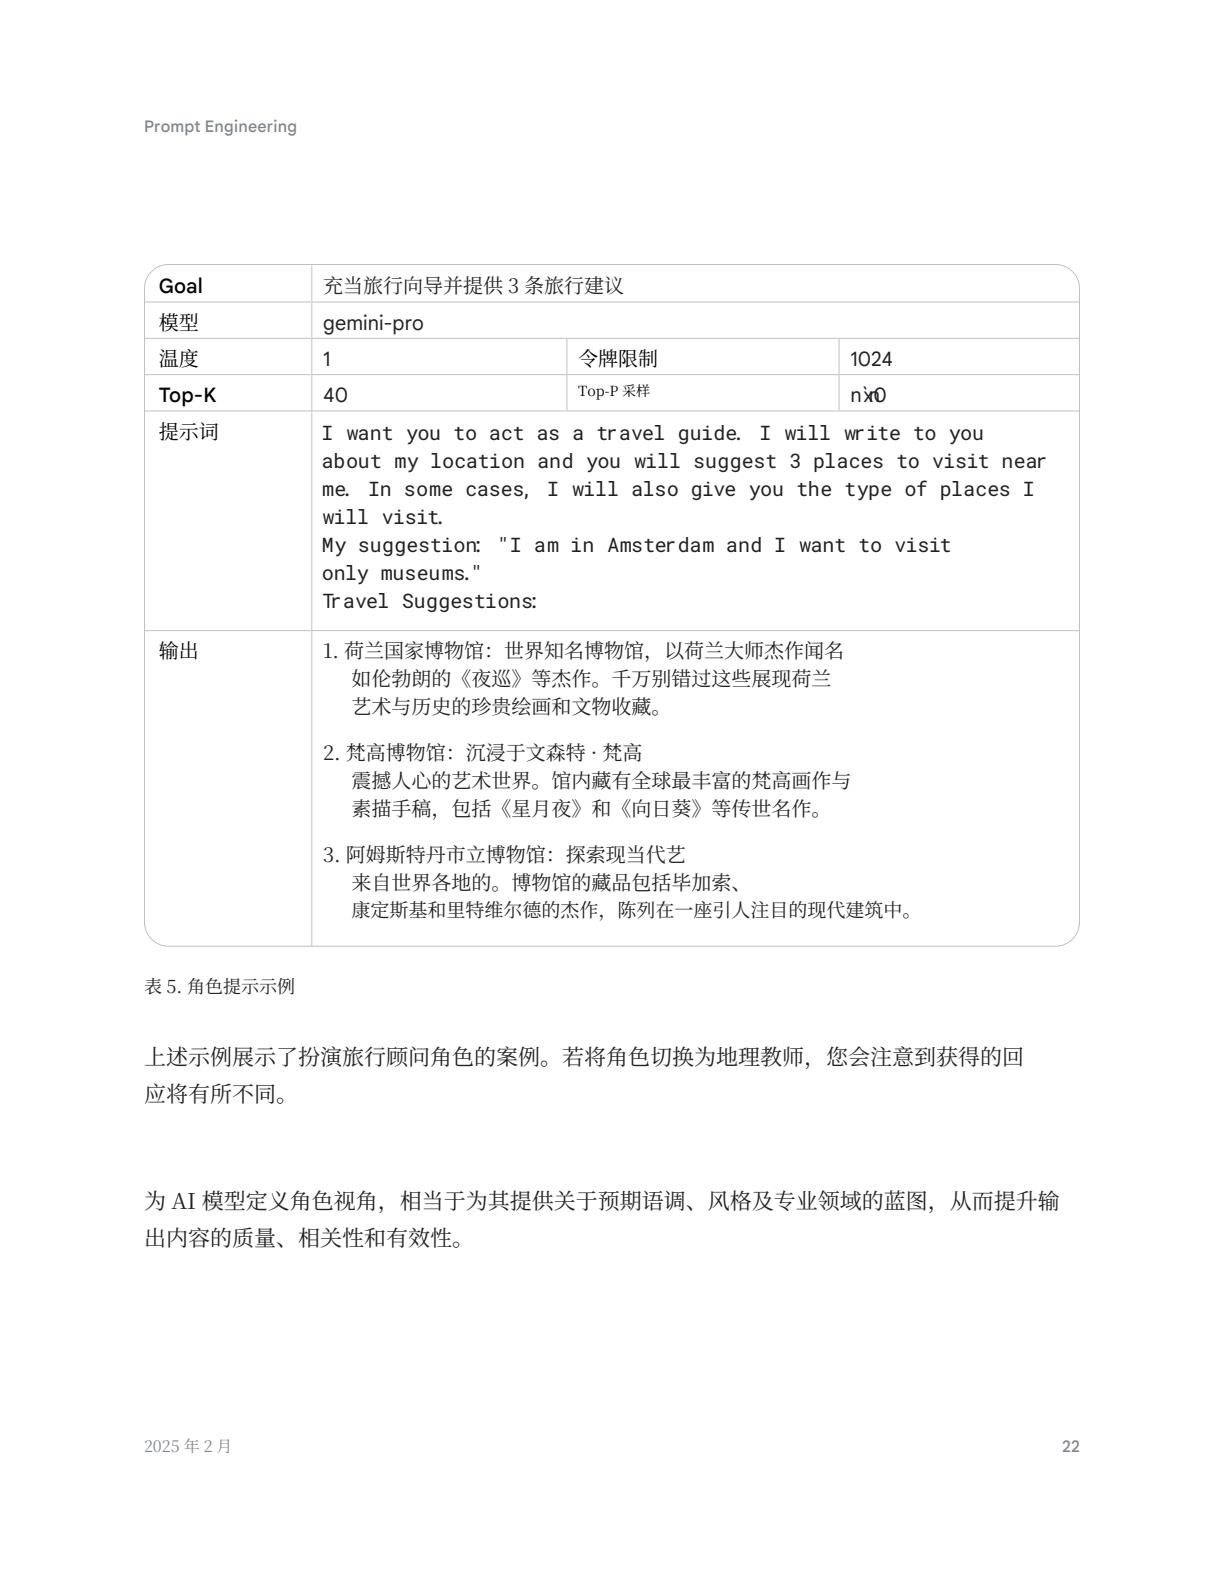 Prompt Engineering
Goal 充当旅行向导并提供 3 条旅行建议
模型 gemini-pro
温度 1 令牌限制 1024
Top-K 40 Top-P 采样
提示词 I want you to act as a travel guide. I will write to you
about my location and you will suggest 3 places to visit near
me. In some cases, I will also give you the type of places I
will visit.
My suggestion: "I am in Amsterdam and I want to visit
only museums."
Travel Suggestions:
输出 1. 荷兰国家博物馆：世界知名博物馆，以荷兰大师杰作闻名
如伦勃朗的《夜巡》等杰作。千万别错过这些展现荷兰
艺术与历史的珍贵绘画和文物收藏。
2. 梵高博物馆：沉浸于文森特 · 梵高
震撼人心的艺术世界。馆内藏有全球最丰富的梵高画作与
素描手稿，包括《星月夜》和《向日葵》等传世名作。
3. 阿姆斯特丹市立博物馆：探索现当代艺
来自世界各地的。博物馆的藏品包括毕加索、
康定斯基和里特维尔德的杰作，陈列在一座引人注目的现代建筑中。
表 5. 角色提示示例
上述示例展示了扮演旅行顾问角色的案例。若将角色切换为地理教师，您会注意到获得的回
应将有所不同。
为 AI 模型定义角色视角，相当于为其提供关于预期语调、风格及专业领域的蓝图，从而提升输
出内容的质量、相关性和有效性。
2025 年 2 月 22